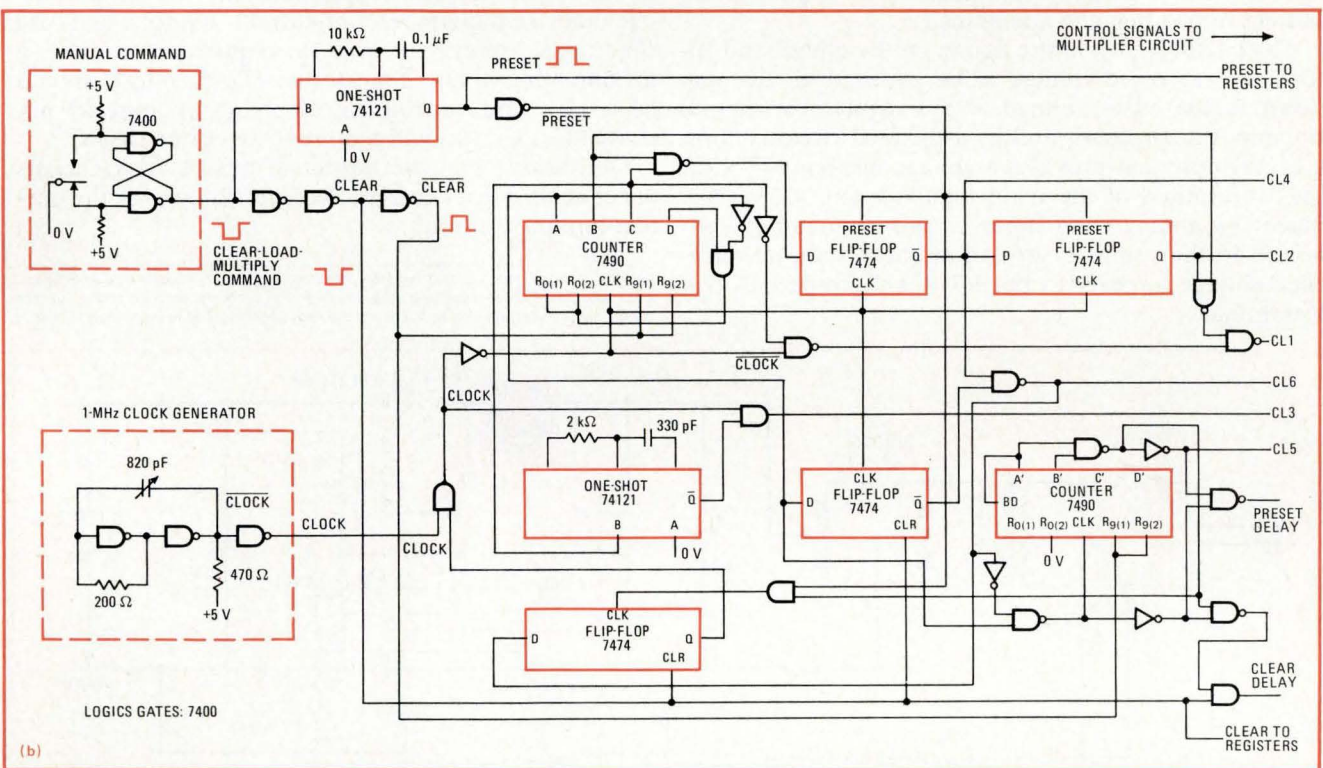 MANUAL COMMAND
+5 V
7400
0 V
+5 V
10 kΩ
0.1 μF
B
ONE-SHOT
74121
Q
A
0 V
PRESET
PRESET
CONTROL SIGNALS TO
MULTIPLIER CIRCUIT
PRESET TO
REGISTERS
CLEAR
CLEAR
CLEAR-LOAD-
MULTIPLY
COMMAND
A B C D
COUNTER
7490
R0(1) R0(2) CLK R9(1) R9(2)
PRESET
FLIP-FLOP
7474
D
Q̅
CLK
PRESET
FLIP-FLOP
7474
D
Q
CLK
CL4
CL2
CL1
CL6
CL3
CL5
CLOCK
CLOCK
1-MHz CLOCK GENERATOR
820 pF
CLOCK
CLOCK
CLOCK
200 Ω
470 Ω
+5 V
2 kΩ
330 pF
ONE-SHOT
74121
Q̅
B
A
0 V
CLK
FLIP-FLOP
7474
D
Q̅
CLR
A' B' C' D'
COUNTER
7490
BD
R0(1) R0(2) CLK R9(1) R9(2)
0 V
PRESET
DELAY
CLK
FLIP-FLOP
7474
D
Q
CLR
CLEAR
DELAY
CLEAR TO
REGISTERS
LOGICS GATES: 7400
(b)